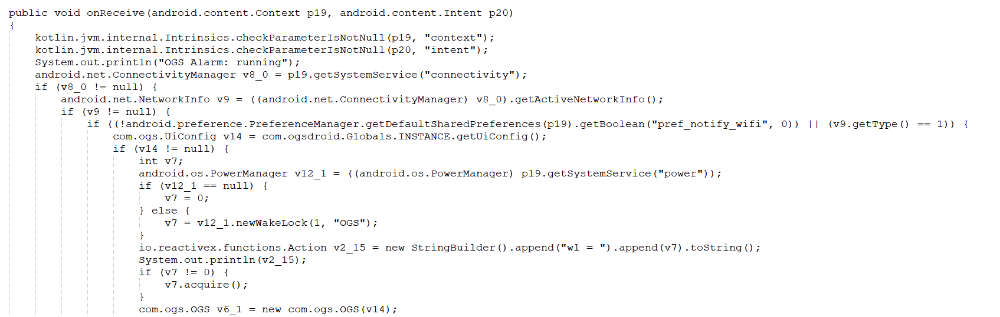 public void onReceive(android.content.Context p19, android.content.Intent p20)
{
kotlin.jvm.internal.Intrinsics.checkParameterIsNotNull(p19, "context");
kotlin.jvm.internal.Intrinsics.checkParameterIsNotNull(p20, "intent");
System.out.println("OGS Alarm: running");
android.net.ConnectivityManager v8_0 = p19.getSystemService("connectivity");
if (v8_0 != null) {
android.net.NetworkInfo v9 = ((android.net.ConnectivityManager) v8_0).getActiveNetworkInfo();
if (v9 != null) {
if ((!android.preference.PreferenceManager.getDefaultSharedPreferences(p19).getBoolean("pref_notify_wifi", 0)) || (v9.getType() == 1)) {
com.ogs.UiConfig v14 = com.ogsdroid.Globals.INSTANCE.getUiConfig();
if (v14 != null) {
int v7;
android.os.PowerManager v12_1 = ((android.os.PowerManager) p19.getSystemService("power"));
if (v12_1 == null) {
v7 = 0;
} else {
v7 = v12_1.newWakeLock(1, "OGS");
}
io.reactivex.functions.Action v2_15 = new StringBuilder().append("wl = ").append(v7).toString();
System.out.println(v2_15);
if (v7 != 0) {
v7.acquire();
}
com.ogs.OGS v6_1 = new com.ogs.OGS(v14);